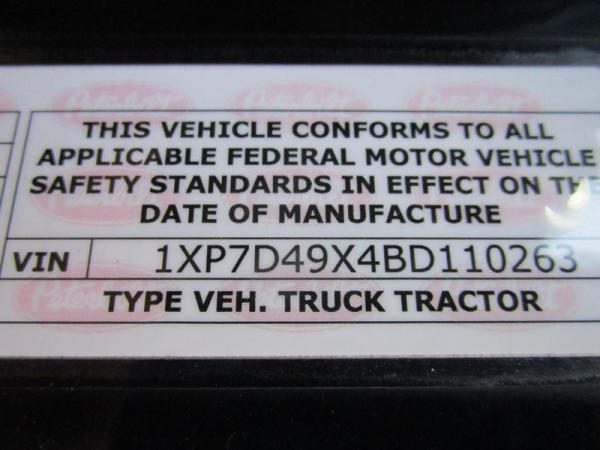 THIS VEHICLE CONFORMS TO ALL
APPLICABLE FEDERAL MOTOR VEHICLE
SAFETY STANDARDS IN EFFECT ON THE
DATE OF MANUFACTURE
VIN 1XP7D49X4BD110263
TYPE VEH. TRUCK TRACTOR